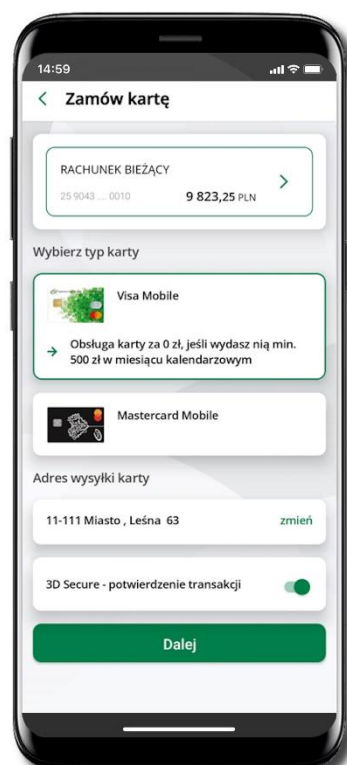 14:59
Zamów kartę
RACHUNEK BIEŻĄCY
25 9043 ... 0010
9 823,25 PLN
Wybierz typ karty
Visa Mobile
Obsługa karty za 0 zł, jeśli wydasz nią min.
500 zł w miesiącu kalendarzowym
Mastercard Mobile
Adres wysyłki karty
11-111 Miasto , Leśna 63
zmień
3D Secure - potwierdzenie transakcji
Dalej